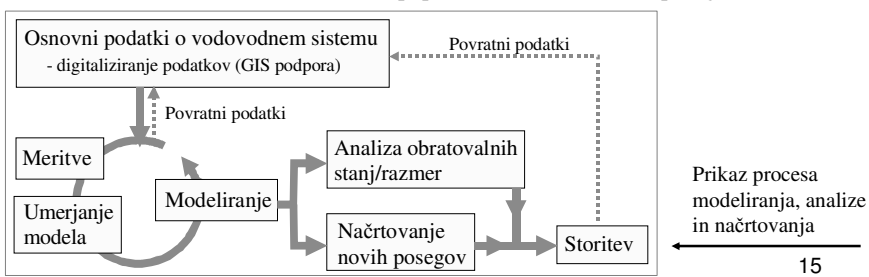 Osnovni podatki o vodovodnem sistemu
- digitaliziranje podatkov (GIS podpora)
Povratni podatki
Povratni podatki
Meritve
Umerjanje
modela
Modeliranje
Analiza obratovalnih
stanj/razmer
Načrtovanje
novih posegov
Storitev
Prikaz procesa
modeliranja, analize
in načrtovanja
15